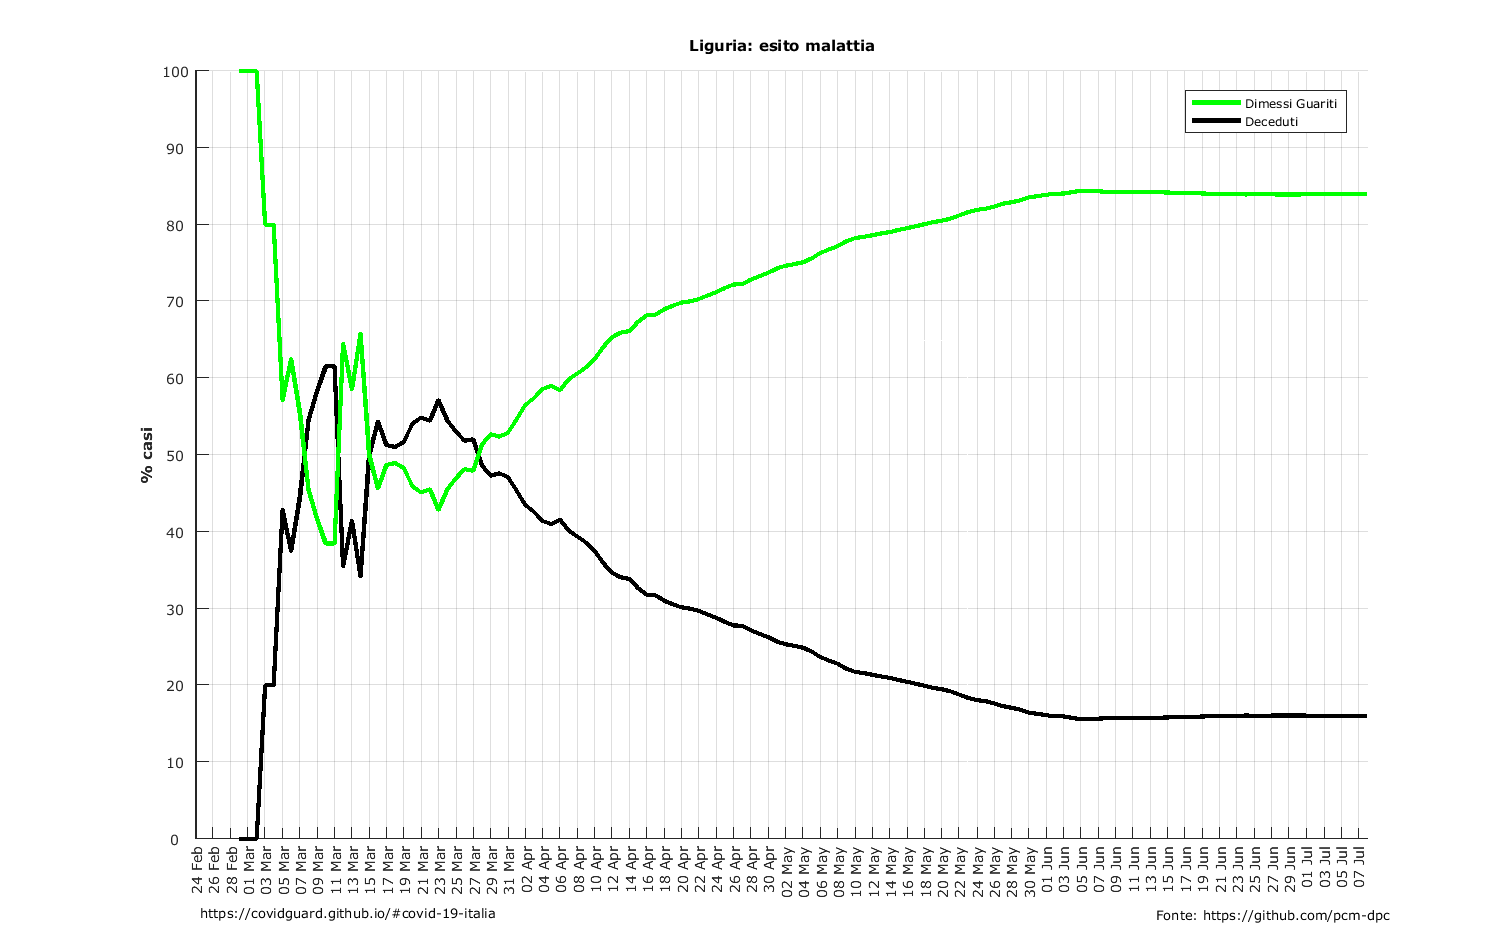 Liguria: esito malattia
Dimessi Guariti
Deceduti
% casi
100
90
80
70
60
50
40
30
20
10
0
24 Feb
26 Feb
28 Feb
01 Mar
03 Mar
05 Mar
07 Mar
09 Mar
11 Mar
13 Mar
15 Mar
17 Mar
19 Mar
21 Mar
23 Mar
25 Mar
27 Mar
29 Mar
31 Mar
02 Apr
04 Apr
06 Apr
08 Apr
10 Apr
12 Apr
14 Apr
16 Apr
18 Apr
20 Apr
22 Apr
24 Apr
26 Apr
28 Apr
30 Apr
02 May
04 May
06 May
08 May
10 May
12 May
14 May
16 May
18 May
20 May
22 May
24 May
26 May
28 May
30 May
01 Jun
03 Jun
05 Jun
07 Jun
09 Jun
11 Jun
13 Jun
15 Jun
17 Jun
19 Jun
21 Jun
23 Jun
25 Jun
27 Jun
29 Jun
01 Jul
03 Jul
05 Jul
07 Jul
https://covidguard.github.io/#covid-19-italia
Fonte: https://github.com/pcm-dpc